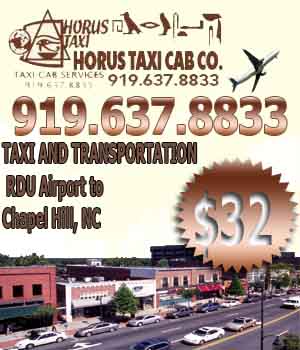 HORUS
TAXI
TAXI CAB SERVICES
919.637.8833
HORUS TAXI CAB CO.
919.637.8833
919.637.8833
TAXI AND TRANSPORTATION
RDU Airport to
Chapel Hill, NC
$32